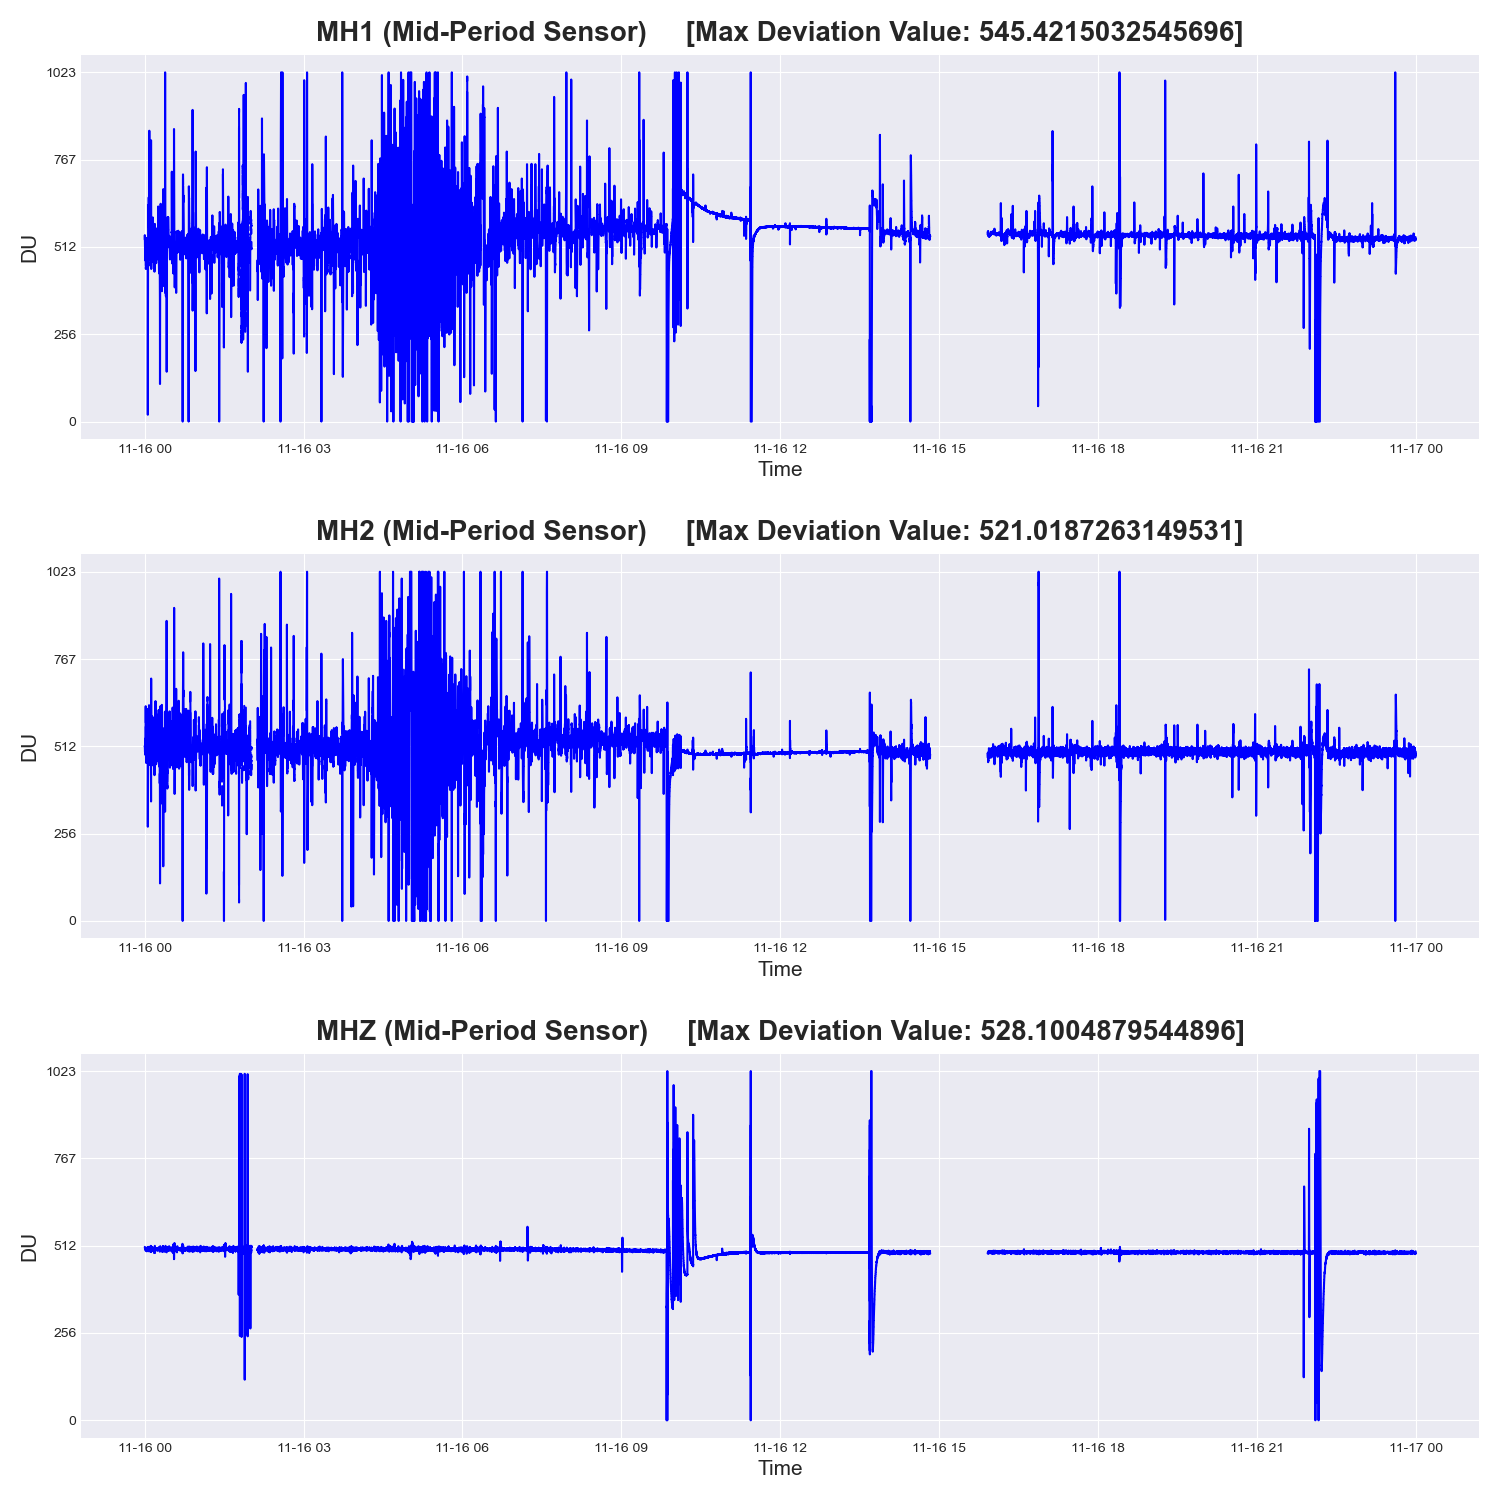 MH1 (Mid-Period Sensor) [Max Deviation Value: 545.4215032545696]
1023
767
512
256
0
DU
11-16 00 11-16 03 11-16 06 11-16 09 11-16 12 11-16 15 11-16 18 11-16 21 11-17 00
Time
MH2 (Mid-Period Sensor) [Max Deviation Value: 521.0187263149531]
1023
767
512
256
0
DU
11-16 00 11-16 03 11-16 06 11-16 09 11-16 12 11-16 15 11-16 18 11-16 21 11-17 00
Time
MHZ (Mid-Period Sensor) [Max Deviation Value: 528.1004879544896]
1023
767
512
256
0
DU
11-16 00 11-16 03 11-16 06 11-16 09 11-16 12 11-16 15 11-16 18 11-16 21 11-17 00
Time